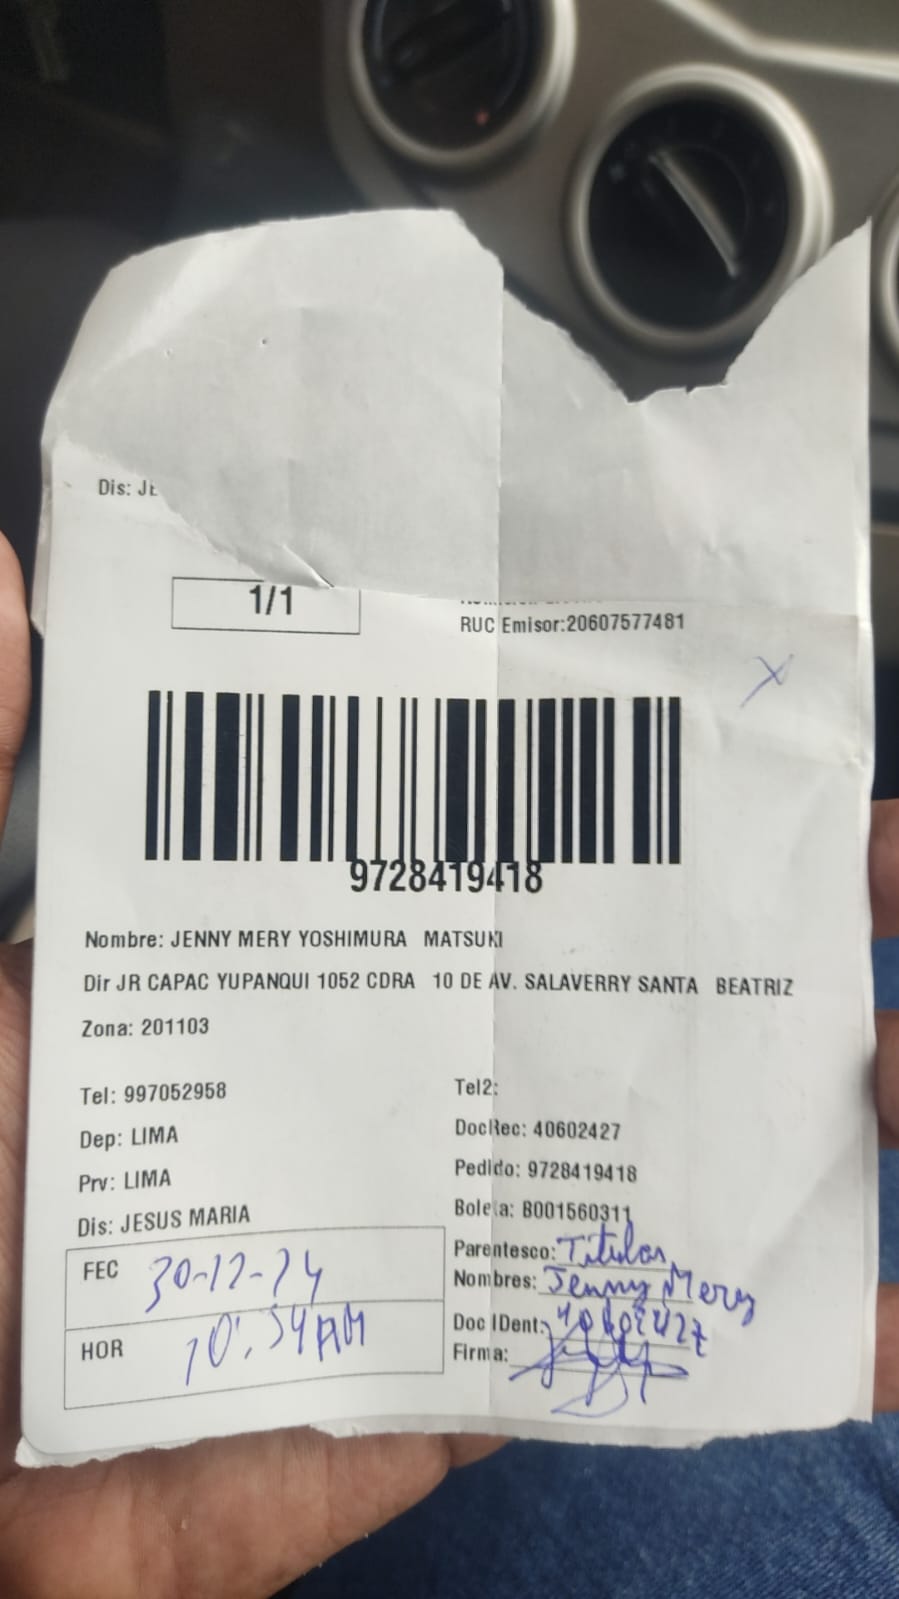 Dis: JE
1/1
RUC Emisor:20607577481
9728419418
Nombre: JENNY MERY YOSHIMURA MATSUKI
Dir JR CAPAC YUPANQUI 1052 CDRA 10 DE AV. SALAVERRY SANTA BEATRIZ
Zona: 201103
Tel: 997052958
Tel2:
Dep: LIMA
DocRec: 40602427
Prv: LIMA
Pedido: 9728419418
Dis: JESUS MARIA
Boleta: B001560311
FEC 30-12-24
Parentesco: Titular
Nombres: Jenny Mery
HOR 10:54AM
Doc IDent: 40602427
Firma: